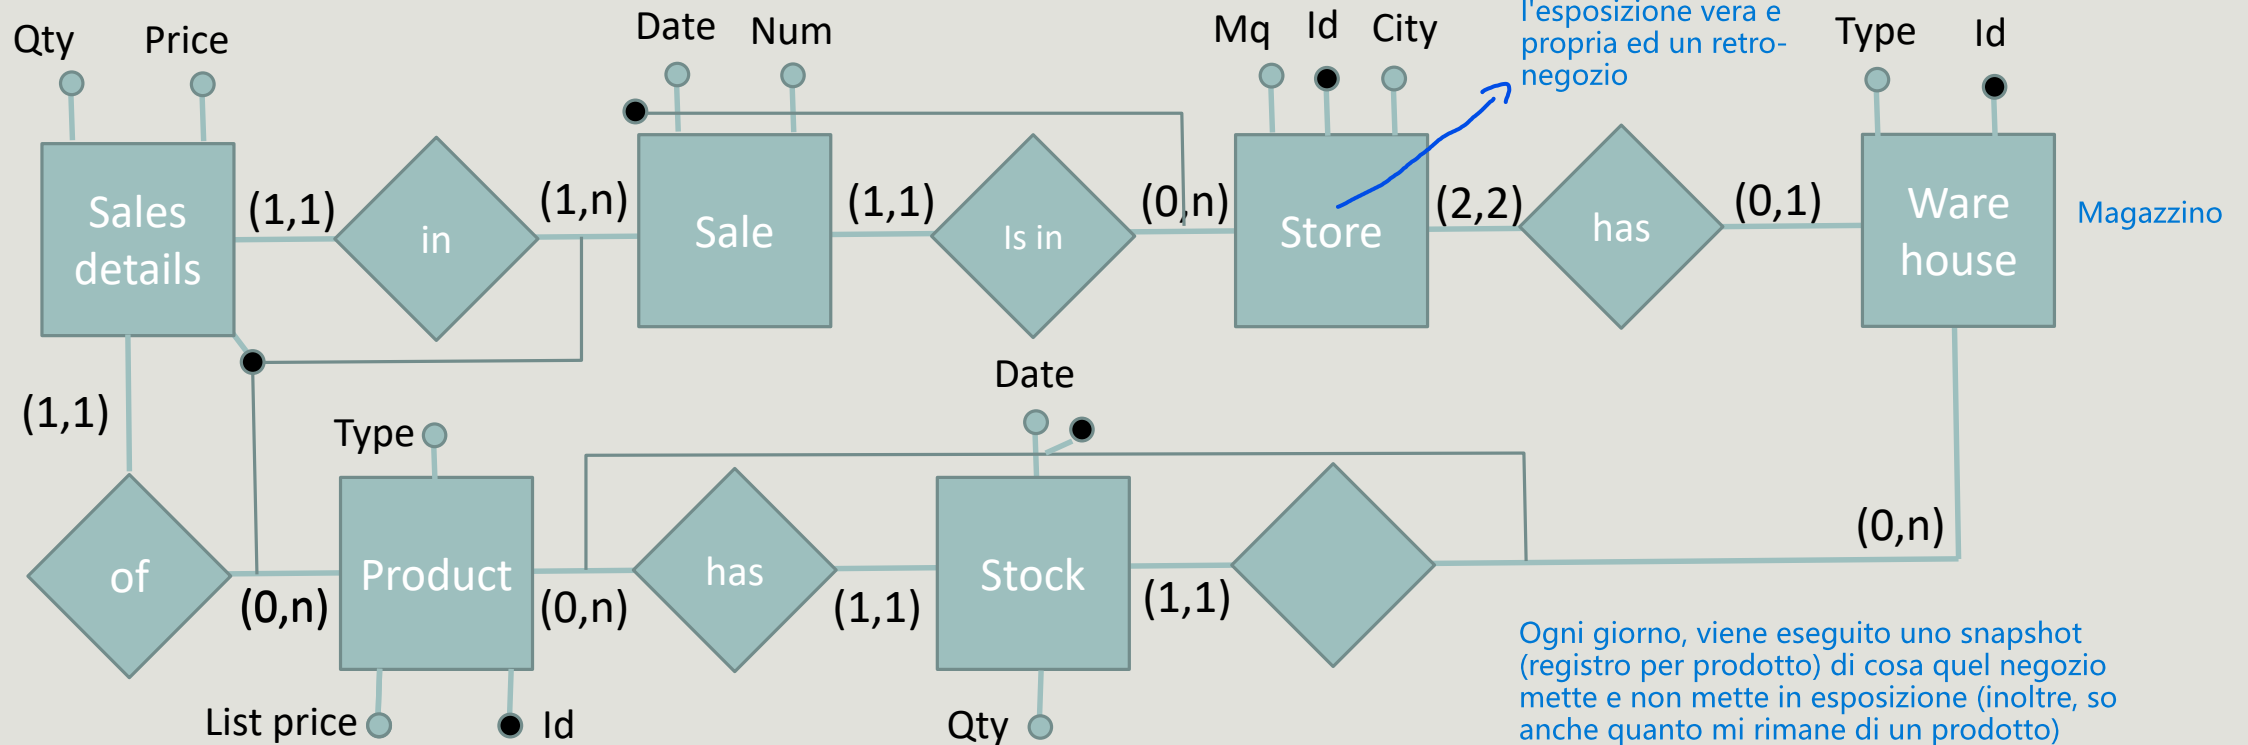 l'esposizione vera e
propria ed un retro-
negozio
Qty
Price
Date
Num
Mq
Id
City
Type
Id
Sales
details
(1,1)
in
(1,n)
Sale
(1,1)
Is in
(0,n)
Store
(2,2)
has
(0,1)
Ware
house
Magazzino
(1,1)
Type
Date
of
(0,n)
Product
(0,n)
has
(1,1)
Stock
(1,1)
(0,n)
List price
Id
Qty
Ogni giorno, viene eseguito uno snapshot
(registro per prodotto) di cosa quel negozio
mette e non mette in esposizione (inoltre, so
anche quanto mi rimane di un prodotto)